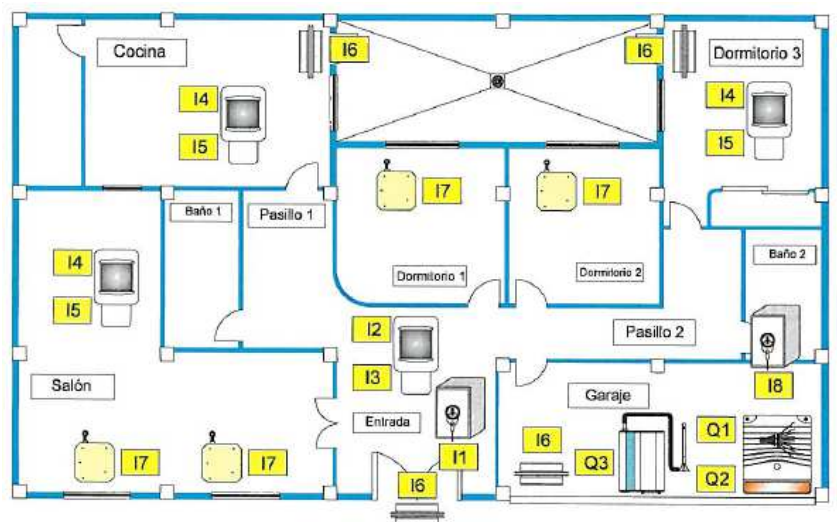 Cocina
I6
I6
Dormitorio 3
I4
I5
I4
I5
I7
I7
Baño 1
Pasillo 1
Dormitorio 1
Dormitorio 2
Baño 2
I4
I5
I2
I3
Pasillo 2
I8
Salón
Entrada
Garaje
I7
I7
I1
I6
I6
Q3
Q1
Q2